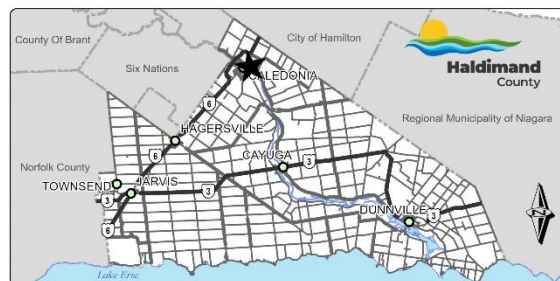 County Of Brant
City of Hamilton
Haldimand
County
Six Nations
CALEDONIA
6
Regional Municipality of Niagara
HAGERSVILLE
6
Norfolk County
CAYUGA
3
TOWNSEND
JARVIS
3
3
DUNNVILLE
3
6
Lake Erie